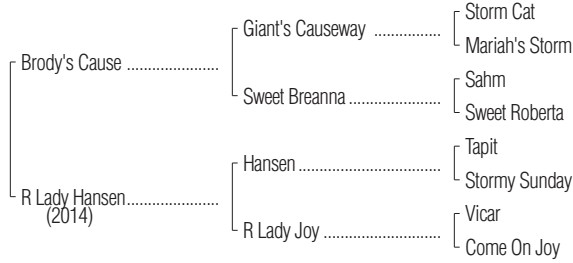 Storm Cat
Giant's Causeway ..................
Mariah's Storm
Brody's Cause .....................
Sahm
Sweet Breanna .....................
Sweet Roberta
Tapit
Hansen .................................
Stormy Sunday
R Lady Hansen .....................
(2014)
Vicar
R Lady Joy ...........................
Come On Joy